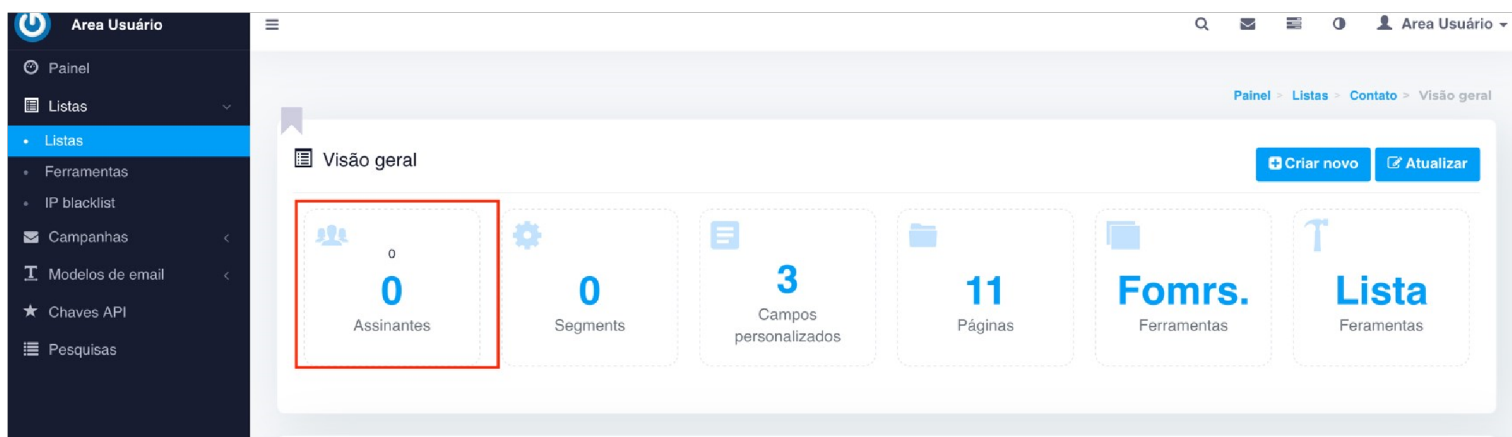 Area Usuário
Area Usuário
Painel
Listas
Listas
Ferramentas
IP blacklist
Campanhas
Modelos de email
Chaves API
Pesquisas
Painel > Listas > Contato > Visão geral
Visão geral
Criar novo
Atualizar
0
0
Assinantes
0
Segments
3
Campos
personalizados
11
Páginas
Fomrs.
Ferramentas
Lista
Feramentas